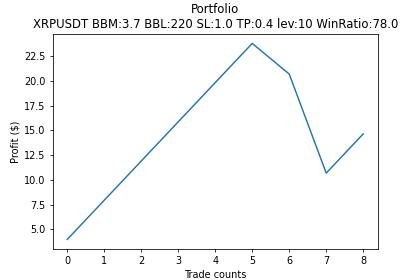 Portfolio
XRPUSDT BBM:3.7 BBL:220 SL:1.0 TP:0.4 lev:10 WinRatio:78.0
22.5
20.0
17.5
15.0
12.5
10.0
7.5
5.0
Profit ($)
0 1 2 3 4 5 6 7 8
Trade counts